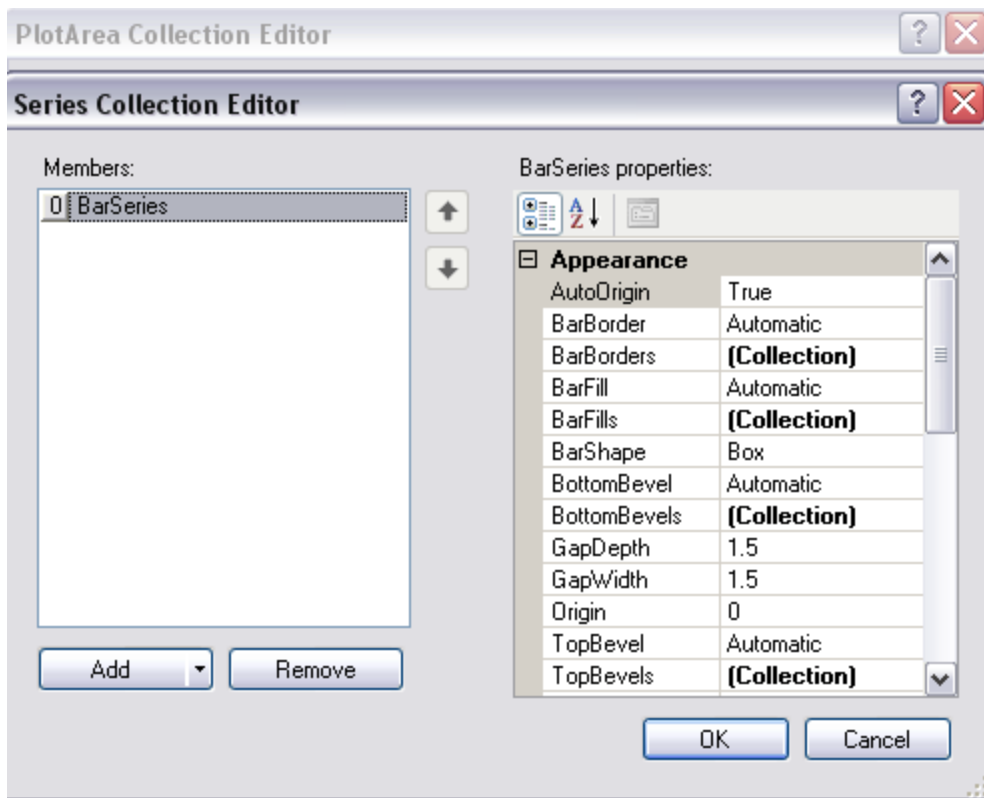 PlotArea Collection Editor
Series Collection Editor
Members:
0 BarSeries
Add
Remove
BarSeries properties:
Appearance
AutoOrigin True
BarBorder Automatic
BarBorders (Collection)
BarFill Automatic
BarFills (Collection)
BarShape Box
BottomBevel Automatic
BottomBevels (Collection)
GapDepth 1.5
GapWidth 1.5
Origin 0
TopBevel Automatic
TopBevels (Collection)
OK
Cancel